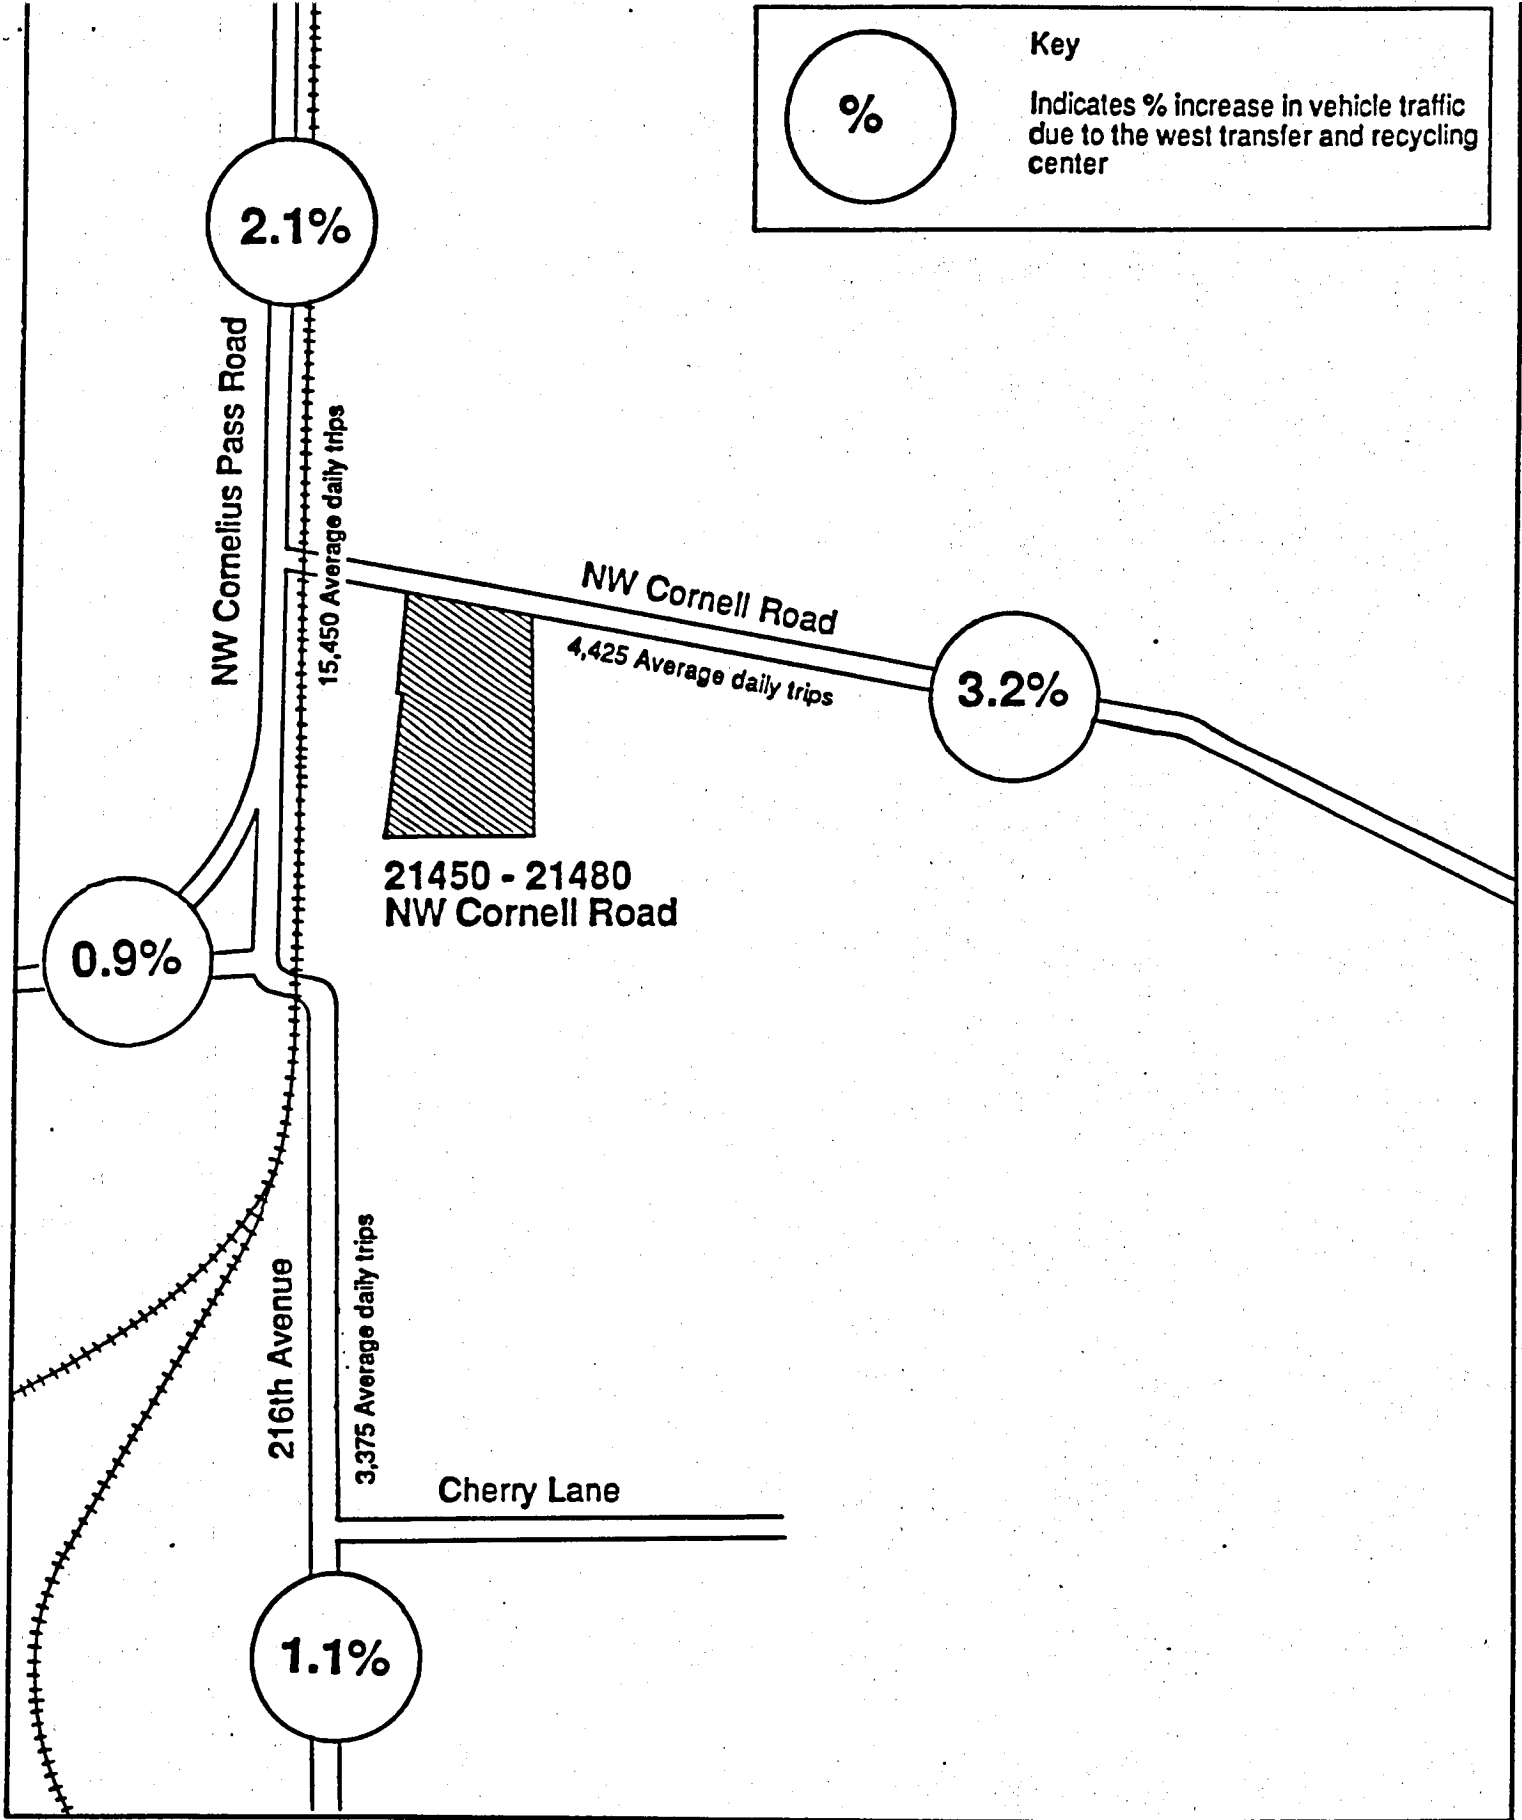 Key
%
Indicates % increase in vehicle traffic
due to the west transfer and recycling
center
2.1%
NW Cornelius Pass Road
15,450 Average daily trips
NW Cornell Road
4,425 Average daily trips
3.2%
21450 - 21480
NW Cornell Road
0.9%
216th Avenue
3,375 Average daily trips
Cherry Lane
1.1%